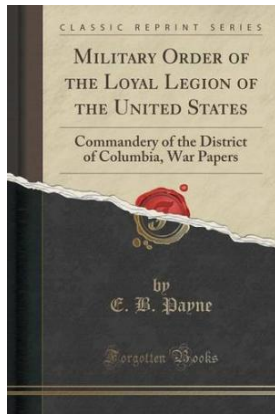 CLASSIC REPRINT SERIES
MILITARY ORDER OF
THE LOYAL LEGION OF
THE UNITED STATES
Commandery of the District
of Columbia, War Papers
by
E. B. Payne
Forgotten Books